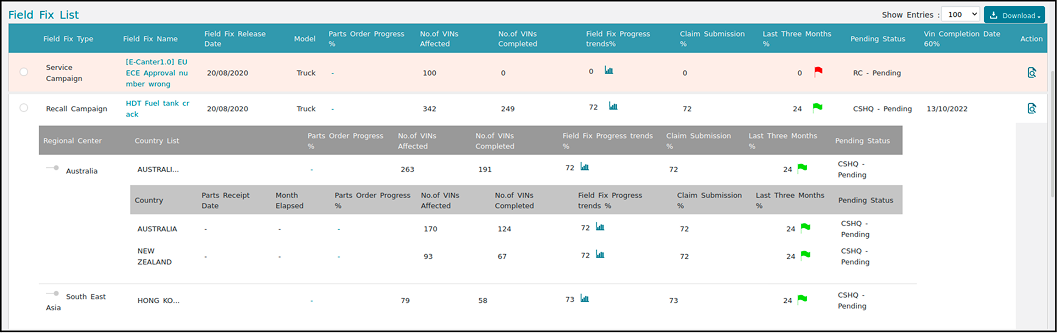 Field Fix List
Show Entries : 100 Download
Field Fix Type Field Fix Name Field Fix Release Date Model Parts Order Progress % No.of VINs Affected No.of VINs Completed Field Fix Progress trends% Claim Submission % Last Three Months % Pending Status Vin Completion Date 60% Action
Service Campaign [E-Canter1.0] EU ECE Approval nu mber wrong 20/08/2020 Truck - 100 0 0 0 0 RC - Pending
Recall Campaign HDT Fuel tank cr ack 20/08/2020 Truck - 342 249 72 72 24 CSHQ - Pending 13/10/2022
Regional Center Country List Parts Order Progress % No.of VINs Affected No.of VINs Completed Field Fix Progress trends % Claim Submission % Last Three Months % Pending Status
Australia AUSTRALI... - 263 191 72 72 24 CSHQ - Pending
Country Parts Receipt Date Month Elapsed Parts Order Progress % No.of VINs Affected No.of VINs Completed Field Fix Progress trends % Claim Submission % Last Three Months % Pending Status
AUSTRALIA - - - 170 124 72 72 24 CSHQ - Pending
NEW ZEALAND - - - 93 67 72 72 24 CSHQ - Pending
South East Asia HONG KO... - 79 58 73 73 24 CSHQ - Pending